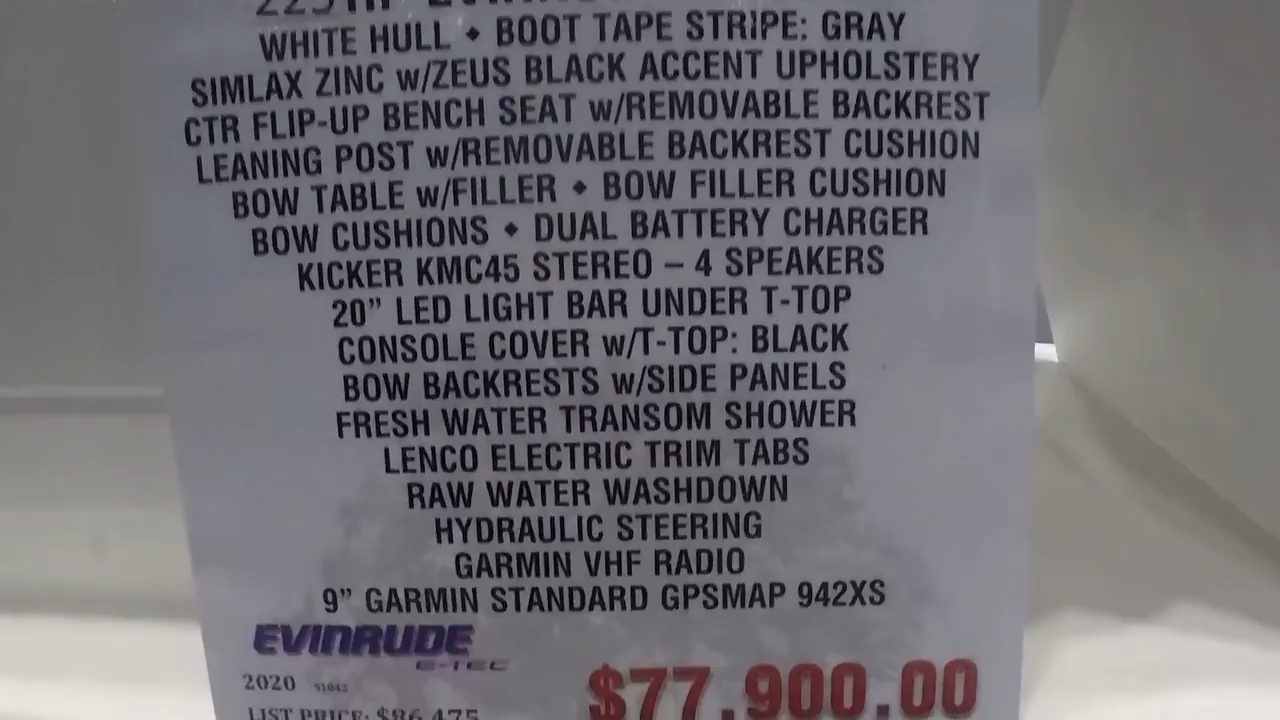 WHITE HULL • BOOT TAPE STRIPE: GRAY
SIMLAX ZINC w/ZEUS BLACK ACCENT UPHOLSTERY
CTR FLIP-UP BENCH SEAT w/REMOVABLE BACKREST
LEANING POST w/REMOVABLE BACKREST CUSHION
BOW TABLE w/FILLER • BOW FILLER CUSHION
BOW CUSHIONS • DUAL BATTERY CHARGER
KICKER KMC45 STEREO – 4 SPEAKERS
20” LED LIGHT BAR UNDER T-TOP
CONSOLE COVER w/T-TOP: BLACK
BOW BACKRESTS w/SIDE PANELS
FRESH WATER TRANSOM SHOWER
LENCO ELECTRIC TRIM TABS
RAW WATER WASHDOWN
HYDRAULIC STEERING
GARMIN VHF RADIO
9” GARMIN STANDARD GPSMAP 942XS
EVINRUDE
E-TEC
2020
LIST PRICE: $86,475
$77,900.00